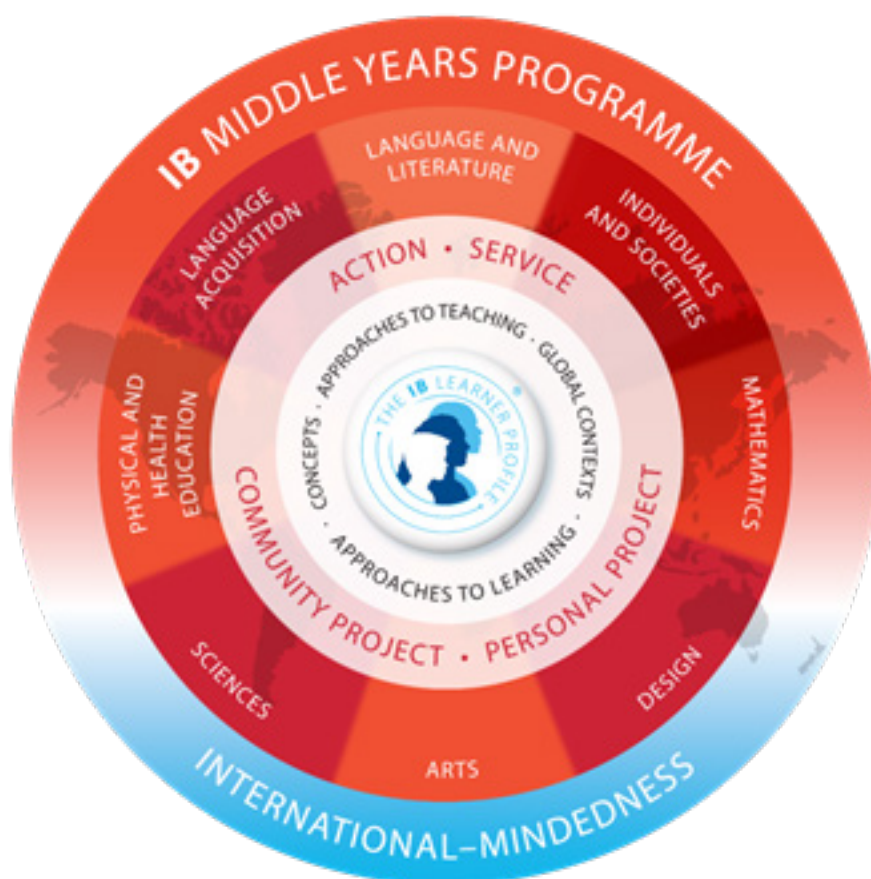 IB MIDDLE YEARS PROGRAMME
LANGUAGE AND
LITERATURE
INDIVIDUALS
AND SOCIETIES
MATHEMATICS
DESIGN
ARTS
SCIENCES
PHYSICAL AND
HEALTH
EDUCATION
LANGUAGE
ACQUISITION
ACTION • SERVICE
COMMUNITY PROJECT • PERSONAL PROJECT
APPROACHES TO TEACHING · GLOBAL CONTEXTS ·
APPROACHES TO LEARNING · CONCEPTS ·
THE IB LEARNER PROFILE ®
INTERNATIONAL–MINDEDNESS